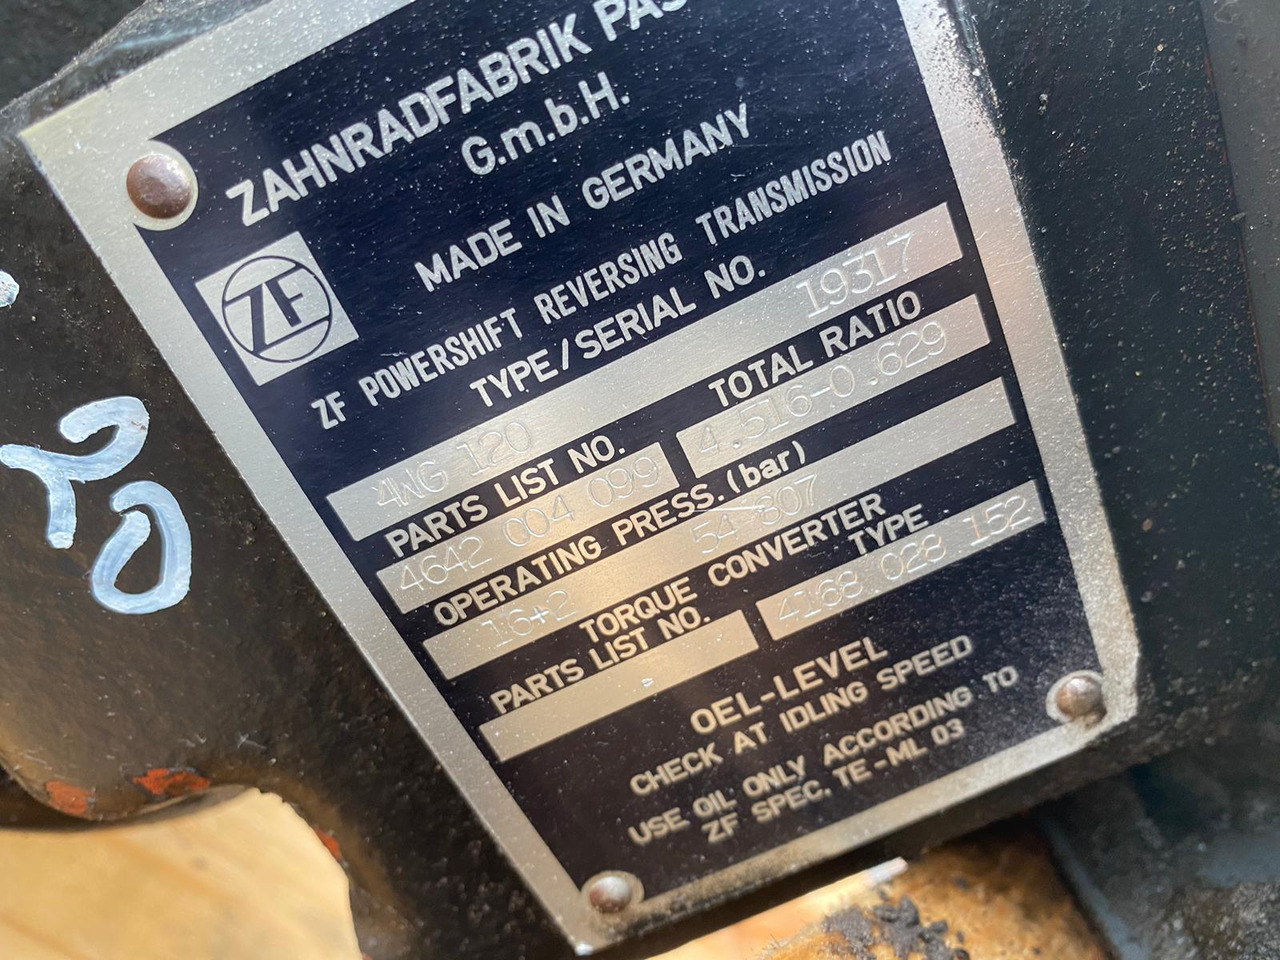 ZAHNRADFABRIK PAS
G.m.b.H.
MADE IN GERMANY
ZF
ZF POWERSHIFT REVERSING TRANSMISSION
TYPE/SERIAL NO.
4WG 120 19317
PARTS LIST NO. TOTAL RATIO
4642 004 099 4.516-0.629
OPERATING PRESS.(bar)
16+2 54 807
TORQUE CONVERTER
PARTS LIST NO. TYPE
4168 028 152
OEL-LEVEL
CHECK AT IDLING SPEED
USE OIL ONLY ACCORDING TO
ZF SPEC. TE-ML 03
20